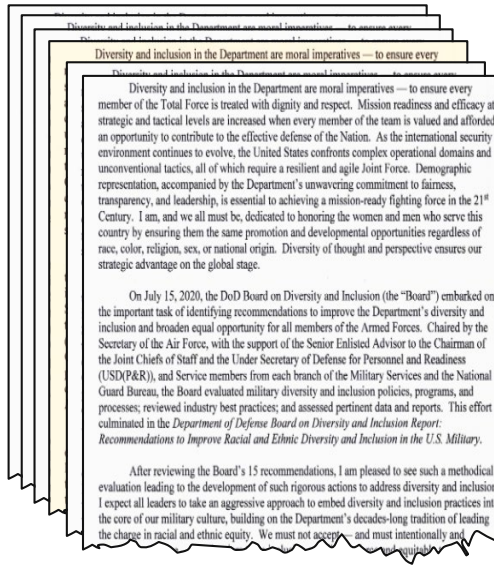 Diversity and inclusion in the Department are moral imperatives — to ensure every
Diversity and inclusion in the Department are moral imperatives — to ensure every
Diversity and inclusion in the Department are moral imperatives — to ensure every
Diversity and inclusion in the Department are moral imperatives — to ensure every
member of the Total Force is treated with dignity and respect. Mission readiness and efficacy at
strategic and tactical levels are increased when every member of the team is valued and afforded
an opportunity to contribute to the effective defense of the Nation. As the international security
environment continues to evolve, the United States confronts complex operational domains and
unconventional tactics, all of which require a resilient and agile Joint Force. Demographic
representation, accompanied by the Department's unwavering commitment to fairness,
transparency, and leadership, is essential to achieving a mission-ready fighting force in the 21st
Century. I am, and we all must be, dedicated to honoring the women and men who serve this
country by ensuring them the same promotion and developmental opportunities regardless of
race, color, religion, sex, or national origin. Diversity of thought and perspective ensures our
strategic advantage on the global stage.
On July 15, 2020, the DoD Board on Diversity and Inclusion (the “Board”) embarked on
the important task of identifying recommendations to improve the Department's diversity and
inclusion and broaden equal opportunity for all members of the Armed Forces. Chaired by the
Secretary of the Air Force, with the support of the Senior Enlisted Advisor to the Chairman of
the Joint Chiefs of Staff and the Under Secretary of Defense for Personnel and Readiness
(USD(P&R)), and Service members from each branch of the Military Services and the National
Guard Bureau, the Board evaluated military diversity and inclusion policies, programs, and
processes; reviewed industry best practices; and assessed pertinent data and reports. This effort
culminated in the Department of Defense Board on Diversity and Inclusion Report:
Recommendations to Improve Racial and Ethnic Diversity and Inclusion in the U.S. Military.
After reviewing the Board's 15 recommendations, I am pleased to see such a methodical
evaluation leading to the development of such rigorous actions to address diversity and inclusion
I expect all leaders to take an aggressive approach to embed diversity and inclusion practices int
the core of our military culture, building on the Department's decades-long tradition of leading
the charge in racial and ethnic equity. We must not accept — and must intentionally and